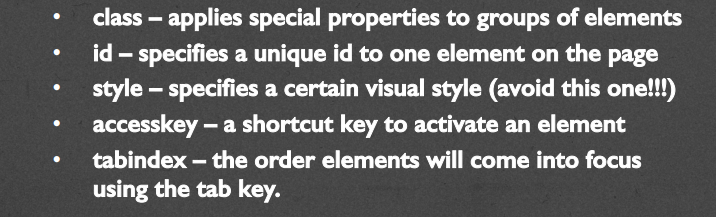 • class – applies special properties to groups of elements
• id – specifies a unique id to one element on the page
• style – specifies a certain visual style (avoid this one!!!)
• accesskey – a shortcut key to activate an element
• tabindex – the order elements will come into focus
using the tab key.